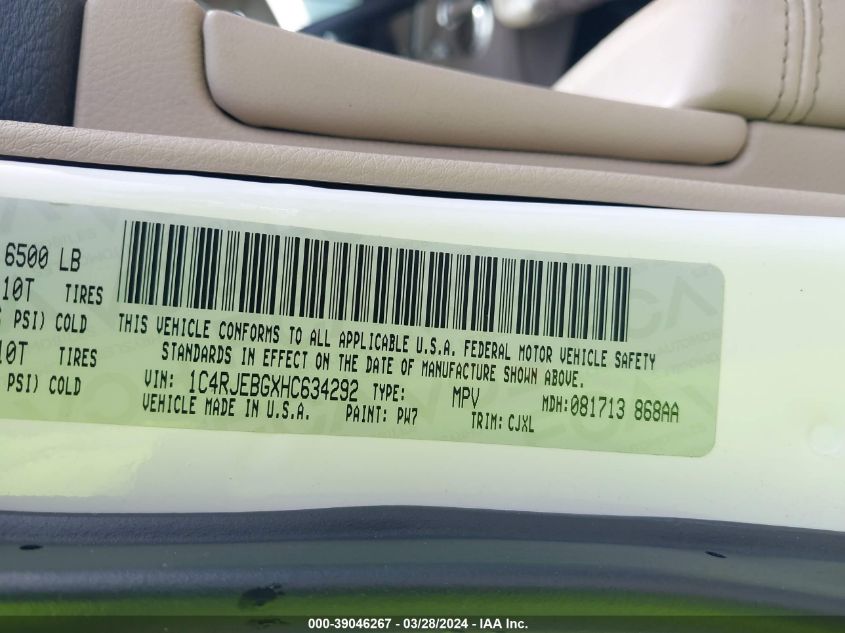 6500 LB
10T TIRES
PSI) COLD
10T TIRES
PSI) COLD
THIS VEHICLE CONFORMS TO ALL APPLICABLE U.S.A. FEDERAL MOTOR VEHICLE SAFETY
STANDARDS IN EFFECT ON THE DATE OF MANUFACTURE SHOWN ABOVE.
VIN: 1C4RJEBGXHC634292 TYPE: MPV MDH:081713 868AA
VEHICLE MADE IN U.S.A. PAINT: PW7 TRIM: CJXL
000-39046267 - 03/28/2024 - IAA Inc.